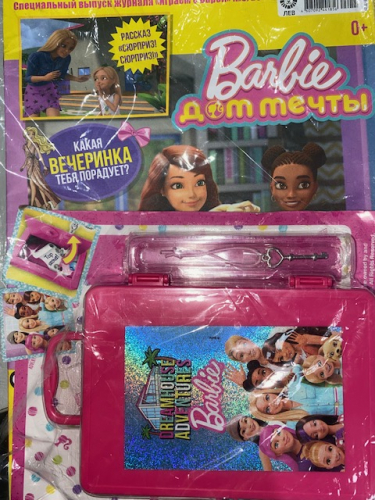 Специальный выпуск журнала «Играем с Барби»
ЛЕВ
0+
РАССКАЗ
«СЮРПРИЗ!
СЮРПРИЗ!»
Barbie
ДОМ МЕЧТЫ
КАКАЯ
ВЕЧЕРИНКА
ТЕБЯ ПОРАДУЕТ?
Barbie
DREAMHOUSE
ADVENTURES